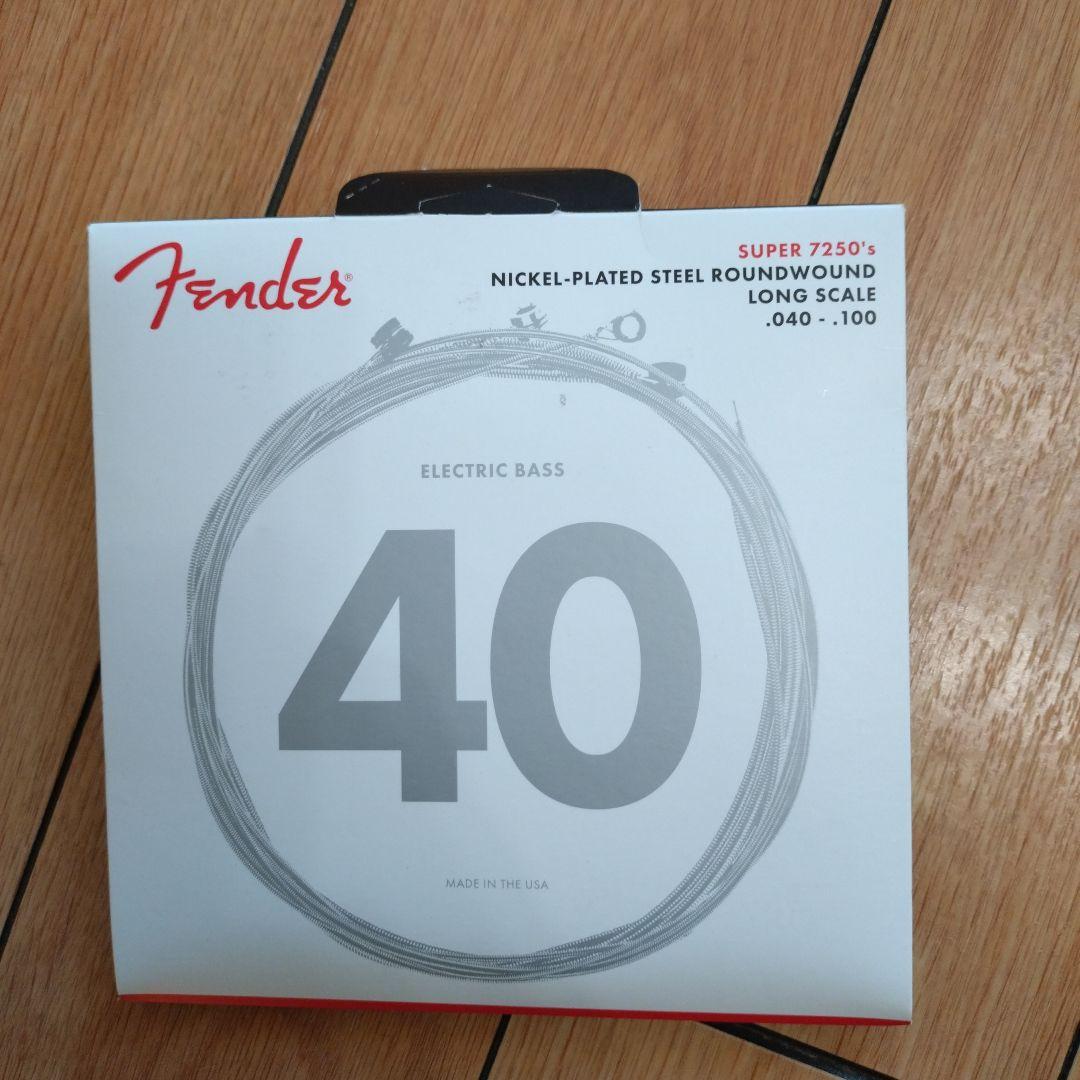 Fender®
SUPER 7250's
NICKEL-PLATED STEEL ROUNDWOUND
LONG SCALE
.040 - .100
ELECTRIC BASS
40
MADE IN THE USA